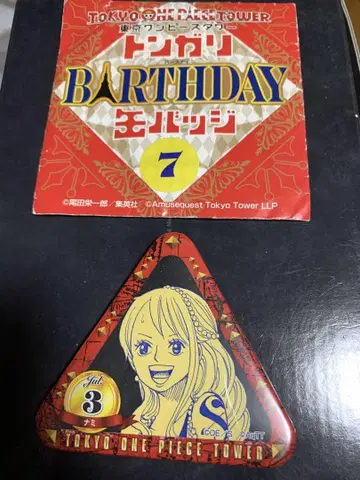 TOKYO ONE PIECE TOWER
東京ワンピースタワー
トンガリ
BIRTHDAY
缶バッジ
7
©尾田栄一郎/集英社 ©Amusequest Tokyo Tower LLP
Jul.
3
ナミ
S
TOKYO ONE PIECE TOWER